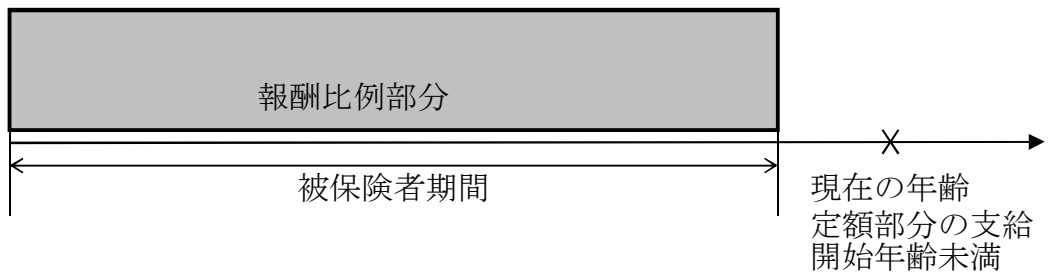 報酬比例部分
被保険者期間
現在の年齢
定額部分の支給
開始年齢未満